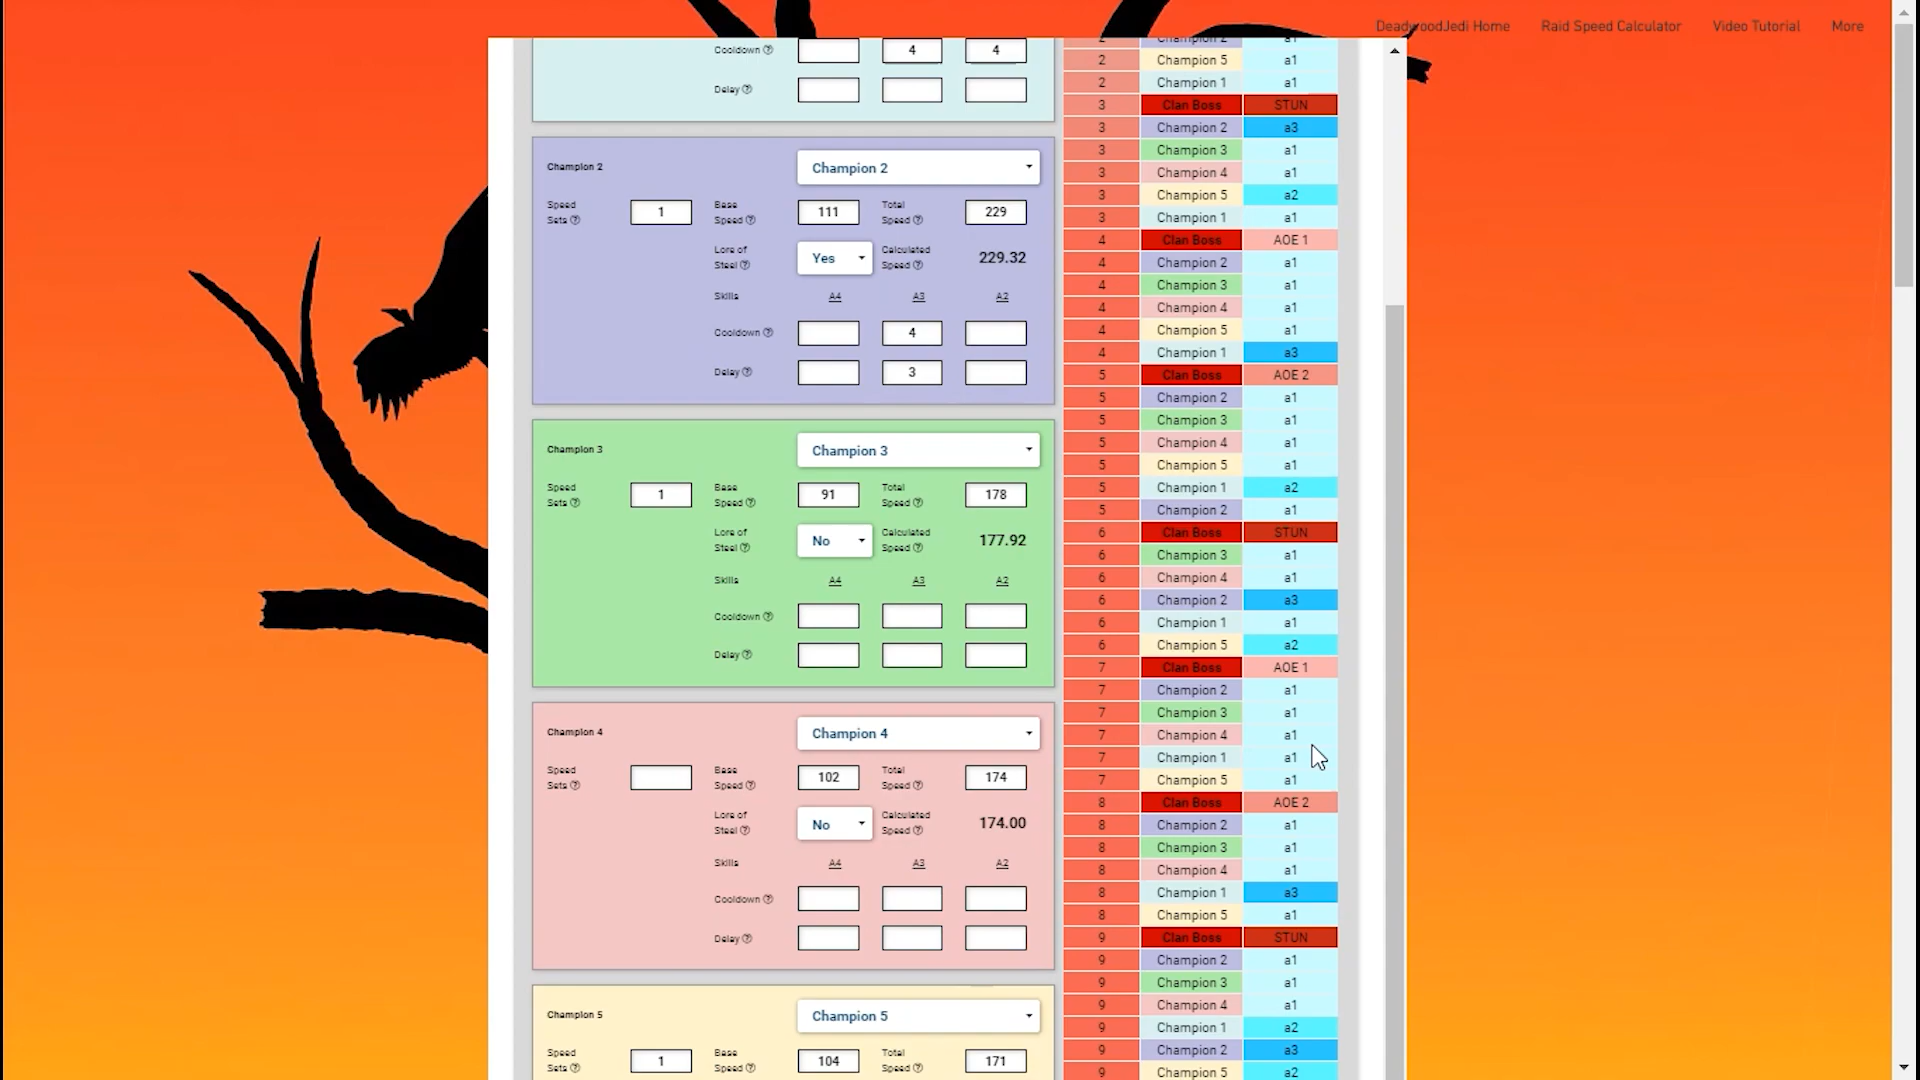 DeadwoodJedi Home Raid Speed Calculator Video Tutorial More
Cooldown 4 4
Delay
Champion 2 Champion 2
Speed Sets 1 Base Speed 111 Total Speed 229
Lore of Steel Yes Calculated Speed 229.32
Skills A4 A3 A2
Cooldown 4
Delay 3
Champion 3 Champion 3
Speed Sets 1 Base Speed 91 Total Speed 178
Lore of Steel No Calculated Speed 177.92
Skills A4 A3 A2
Cooldown
Delay
Champion 4 Champion 4
Speed Sets Base Speed 102 Total Speed 174
Lore of Steel No Calculated Speed 174.00
Skills A4 A3 A2
Cooldown
Delay
Champion 5 Champion 5
Speed Sets 1 Base Speed 104 Total Speed 171
2 Champion 2 a1
2 Champion 5 a1
2 Champion 1 a1
3 Clan Boss STUN
3 Champion 2 a3
3 Champion 3 a1
3 Champion 4 a1
3 Champion 5 a2
3 Champion 1 a1
4 Clan Boss AOE 1
4 Champion 2 a1
4 Champion 3 a1
4 Champion 4 a1
4 Champion 5 a1
4 Champion 1 a3
5 Clan Boss AOE 2
5 Champion 2 a1
5 Champion 3 a1
5 Champion 4 a1
5 Champion 5 a1
5 Champion 1 a2
5 Champion 2 a1
6 Clan Boss STUN
6 Champion 3 a1
6 Champion 4 a1
6 Champion 2 a3
6 Champion 1 a1
6 Champion 5 a2
7 Clan Boss AOE 1
7 Champion 2 a1
7 Champion 3 a1
7 Champion 4 a1
7 Champion 1 a1
7 Champion 5 a1
8 Clan Boss AOE 2
8 Champion 2 a1
8 Champion 3 a1
8 Champion 4 a1
8 Champion 1 a3
8 Champion 5 a1
9 Clan Boss STUN
9 Champion 2 a1
9 Champion 3 a1
9 Champion 4 a1
9 Champion 1 a2
9 Champion 2 a3
9 Champion 5 a2